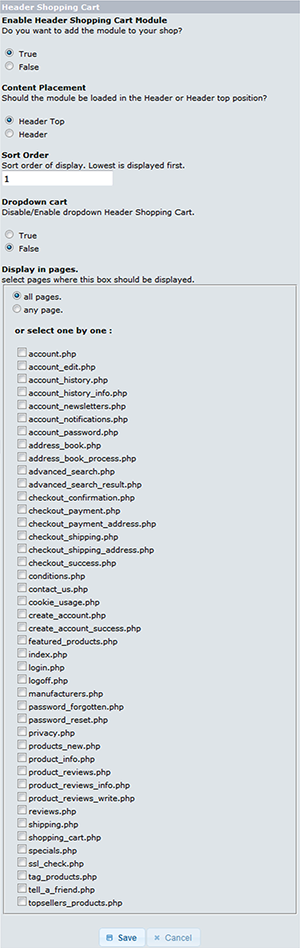 Header Shopping Cart
Enable Header Shopping Cart Module
Do you want to add the module to your shop?
True
False
Content Placement
Should the module be loaded in the Header or Header top position?
Header Top
Header
Sort Order
Sort order of display. Lowest is displayed first.
1
Dropdown cart
Disable/Enable dropdown Header Shopping Cart.
True
False
Display in pages.
select pages where this box should be displayed.
all pages.
any page.
or select one by one :
account.php
account_edit.php
account_history.php
account_history_info.php
account_newsletters.php
account_notifications.php
account_password.php
address_book.php
address_book_process.php
advanced_search.php
advanced_search_result.php
checkout_confirmation.php
checkout_payment.php
checkout_payment_address.php
checkout_shipping.php
checkout_shipping_address.php
checkout_success.php
conditions.php
contact_us.php
cookie_usage.php
create_account.php
create_account_success.php
featured_products.php
index.php
login.php
logoff.php
manufacturers.php
password_forgotten.php
password_reset.php
privacy.php
products_new.php
product_info.php
product_reviews.php
product_reviews_info.php
product_reviews_write.php
reviews.php
shipping.php
shopping_cart.php
specials.php
ssl_check.php
tag_products.php
tell_a_friend.php
topsellers_products.php
Save Cancel